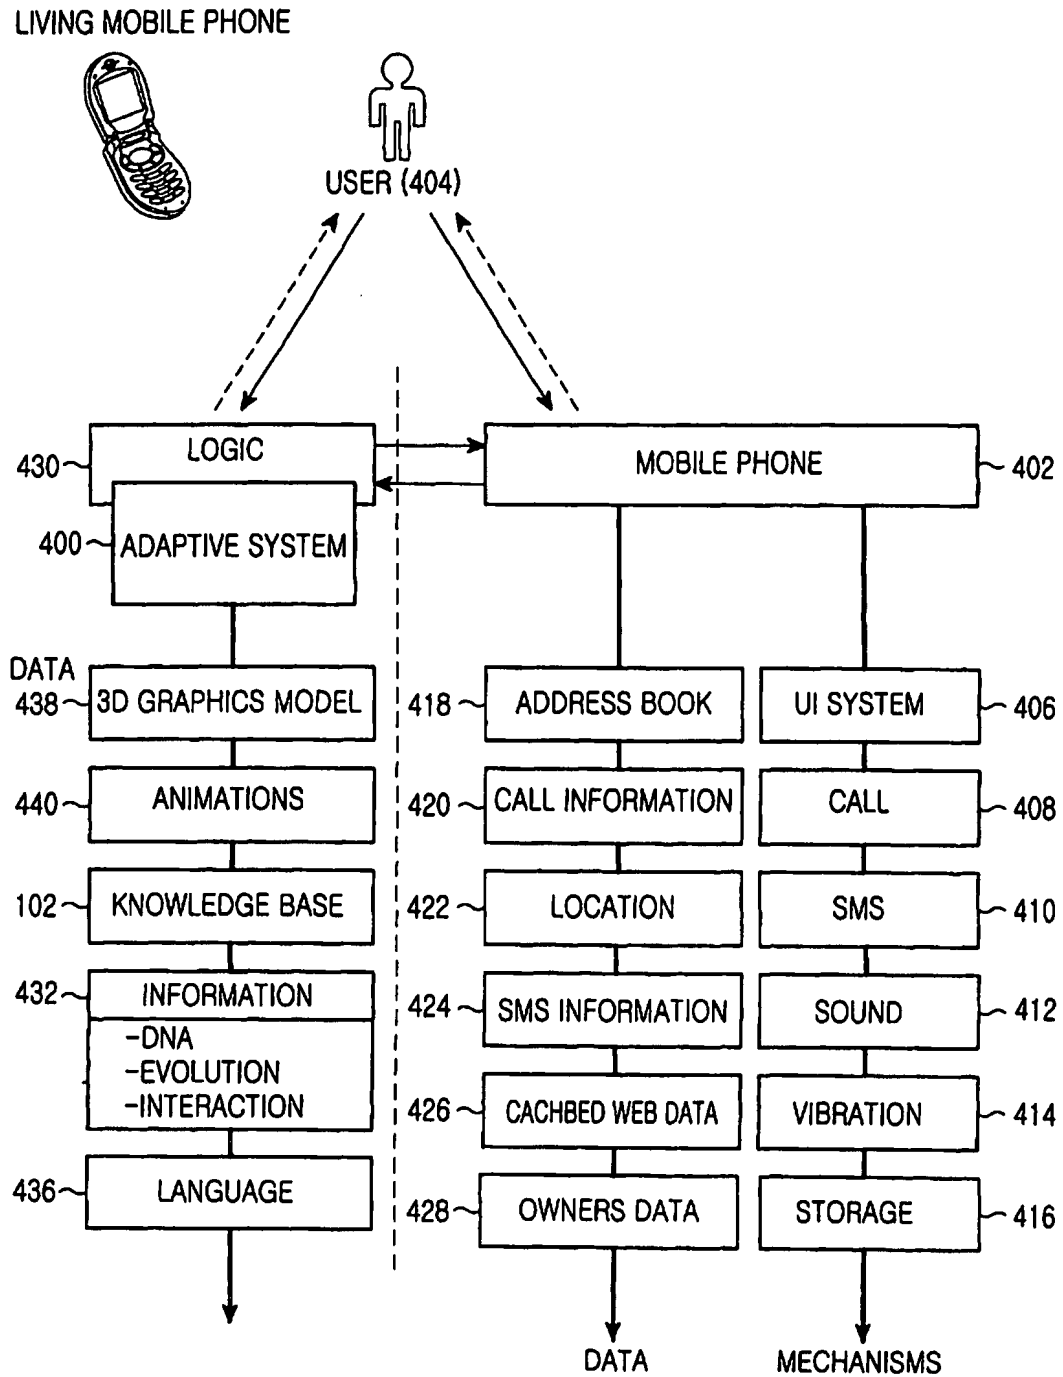 LIVING MOBILE PHONE
USER (404)
430
LOGIC
MOBILE PHONE
402
400
ADAPTIVE SYSTEM
DATA
438
3D GRAPHICS MODEL
418
ADDRESS BOOK
UI SYSTEM
406
440
ANIMATIONS
420
CALL INFORMATION
CALL
408
102
KNOWLEDGE BASE
422
LOCATION
SMS
410
432
INFORMATION
-DNA
-EVOLUTION
-INTERACTION
424
SMS INFORMATION
SOUND
412
426
CACHBED WEB DATA
VIBRATION
414
436
LANGUAGE
428
OWNERS DATA
STORAGE
416
DATA
MECHANISMS